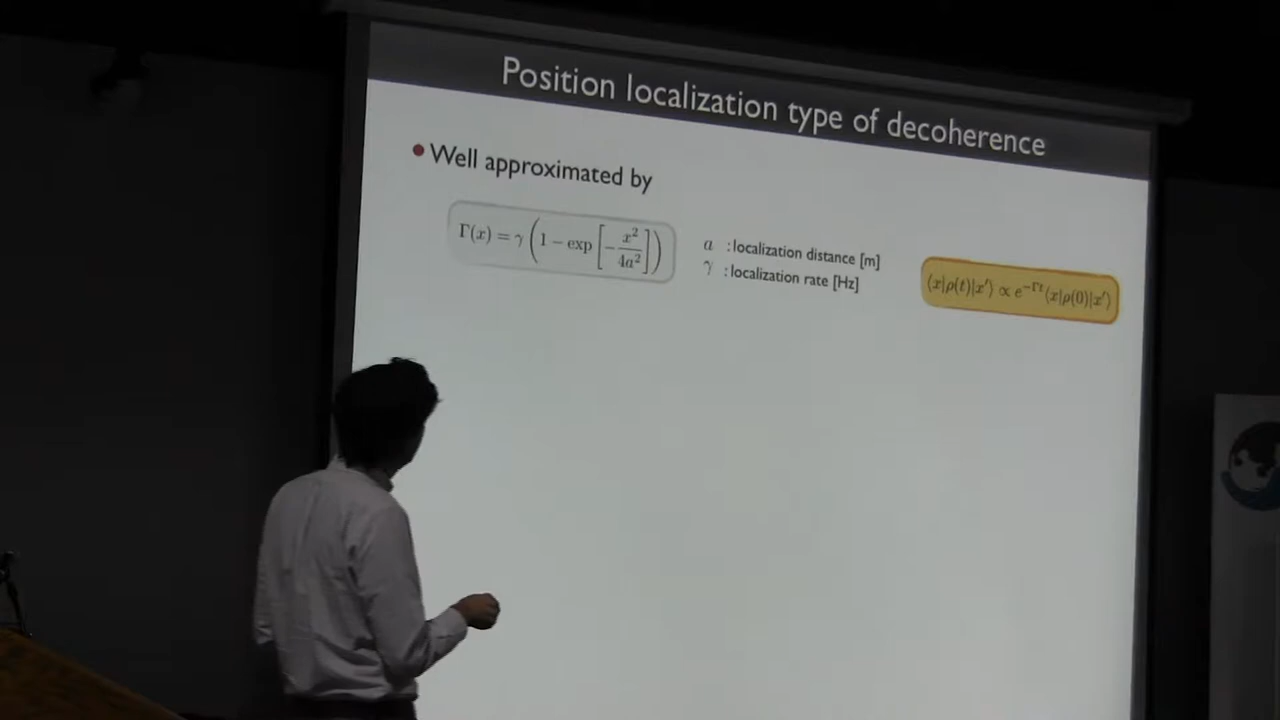 Position localization type of decoherence
• Well approximated by
Γ(x) = γ (1 − exp [−x²/4a²])
a : localization distance [m]
γ : localization rate [Hz]
⟨x|ρ(t)|x′⟩ ∝ e^{−Γt}⟨x|ρ(0)|x′⟩